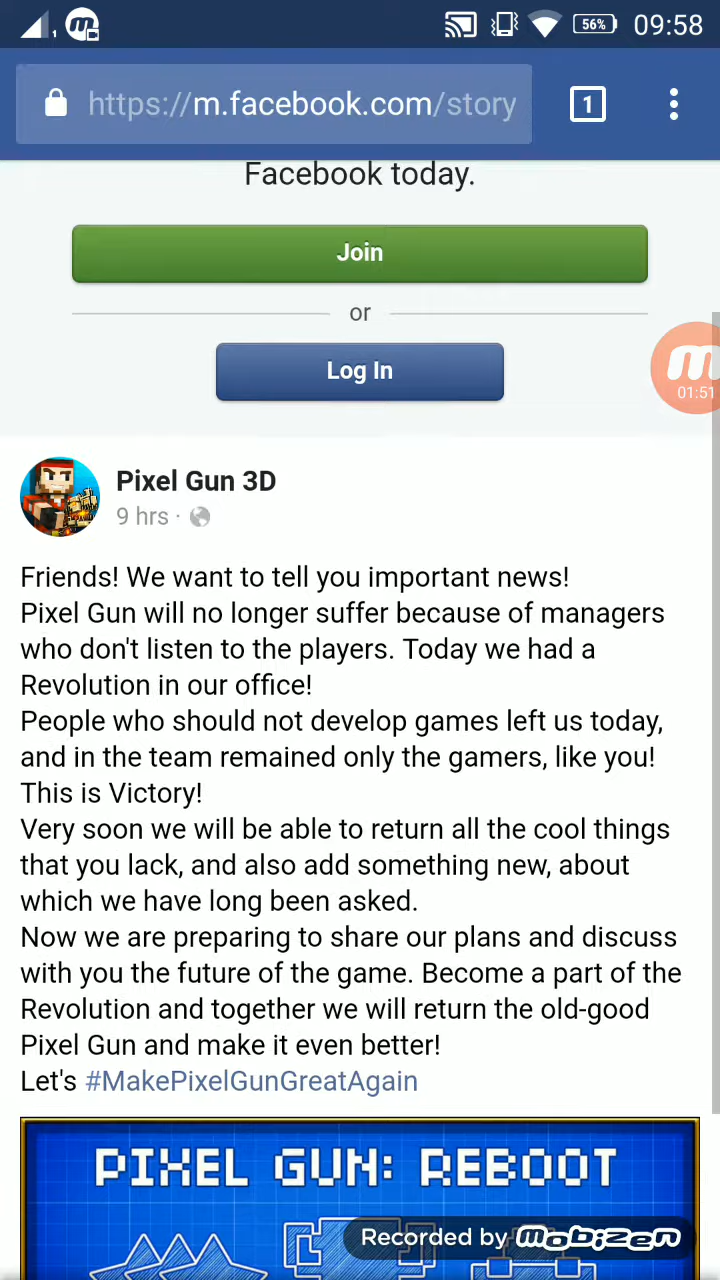 1
56%
09:58
https://m.facebook.com/story
1
Facebook today.
Join
or
Log In
m
01:51
Pixel Gun 3D
9 hrs ·
Friends! We want to tell you important news!
Pixel Gun will no longer suffer because of managers
who don't listen to the players. Today we had a
Revolution in our office!
People who should not develop games left us today,
and in the team remained only the gamers, like you!
This is Victory!
Very soon we will be able to return all the cool things
that you lack, and also add something new, about
which we have long been asked.
Now we are preparing to share our plans and discuss
with you the future of the game. Become a part of the
Revolution and together we will return the old-good
Pixel Gun and make it even better!
Let's #MakePixelGunGreatAgain
PIXEL GUN: REBOOT
Recorded by mobizen